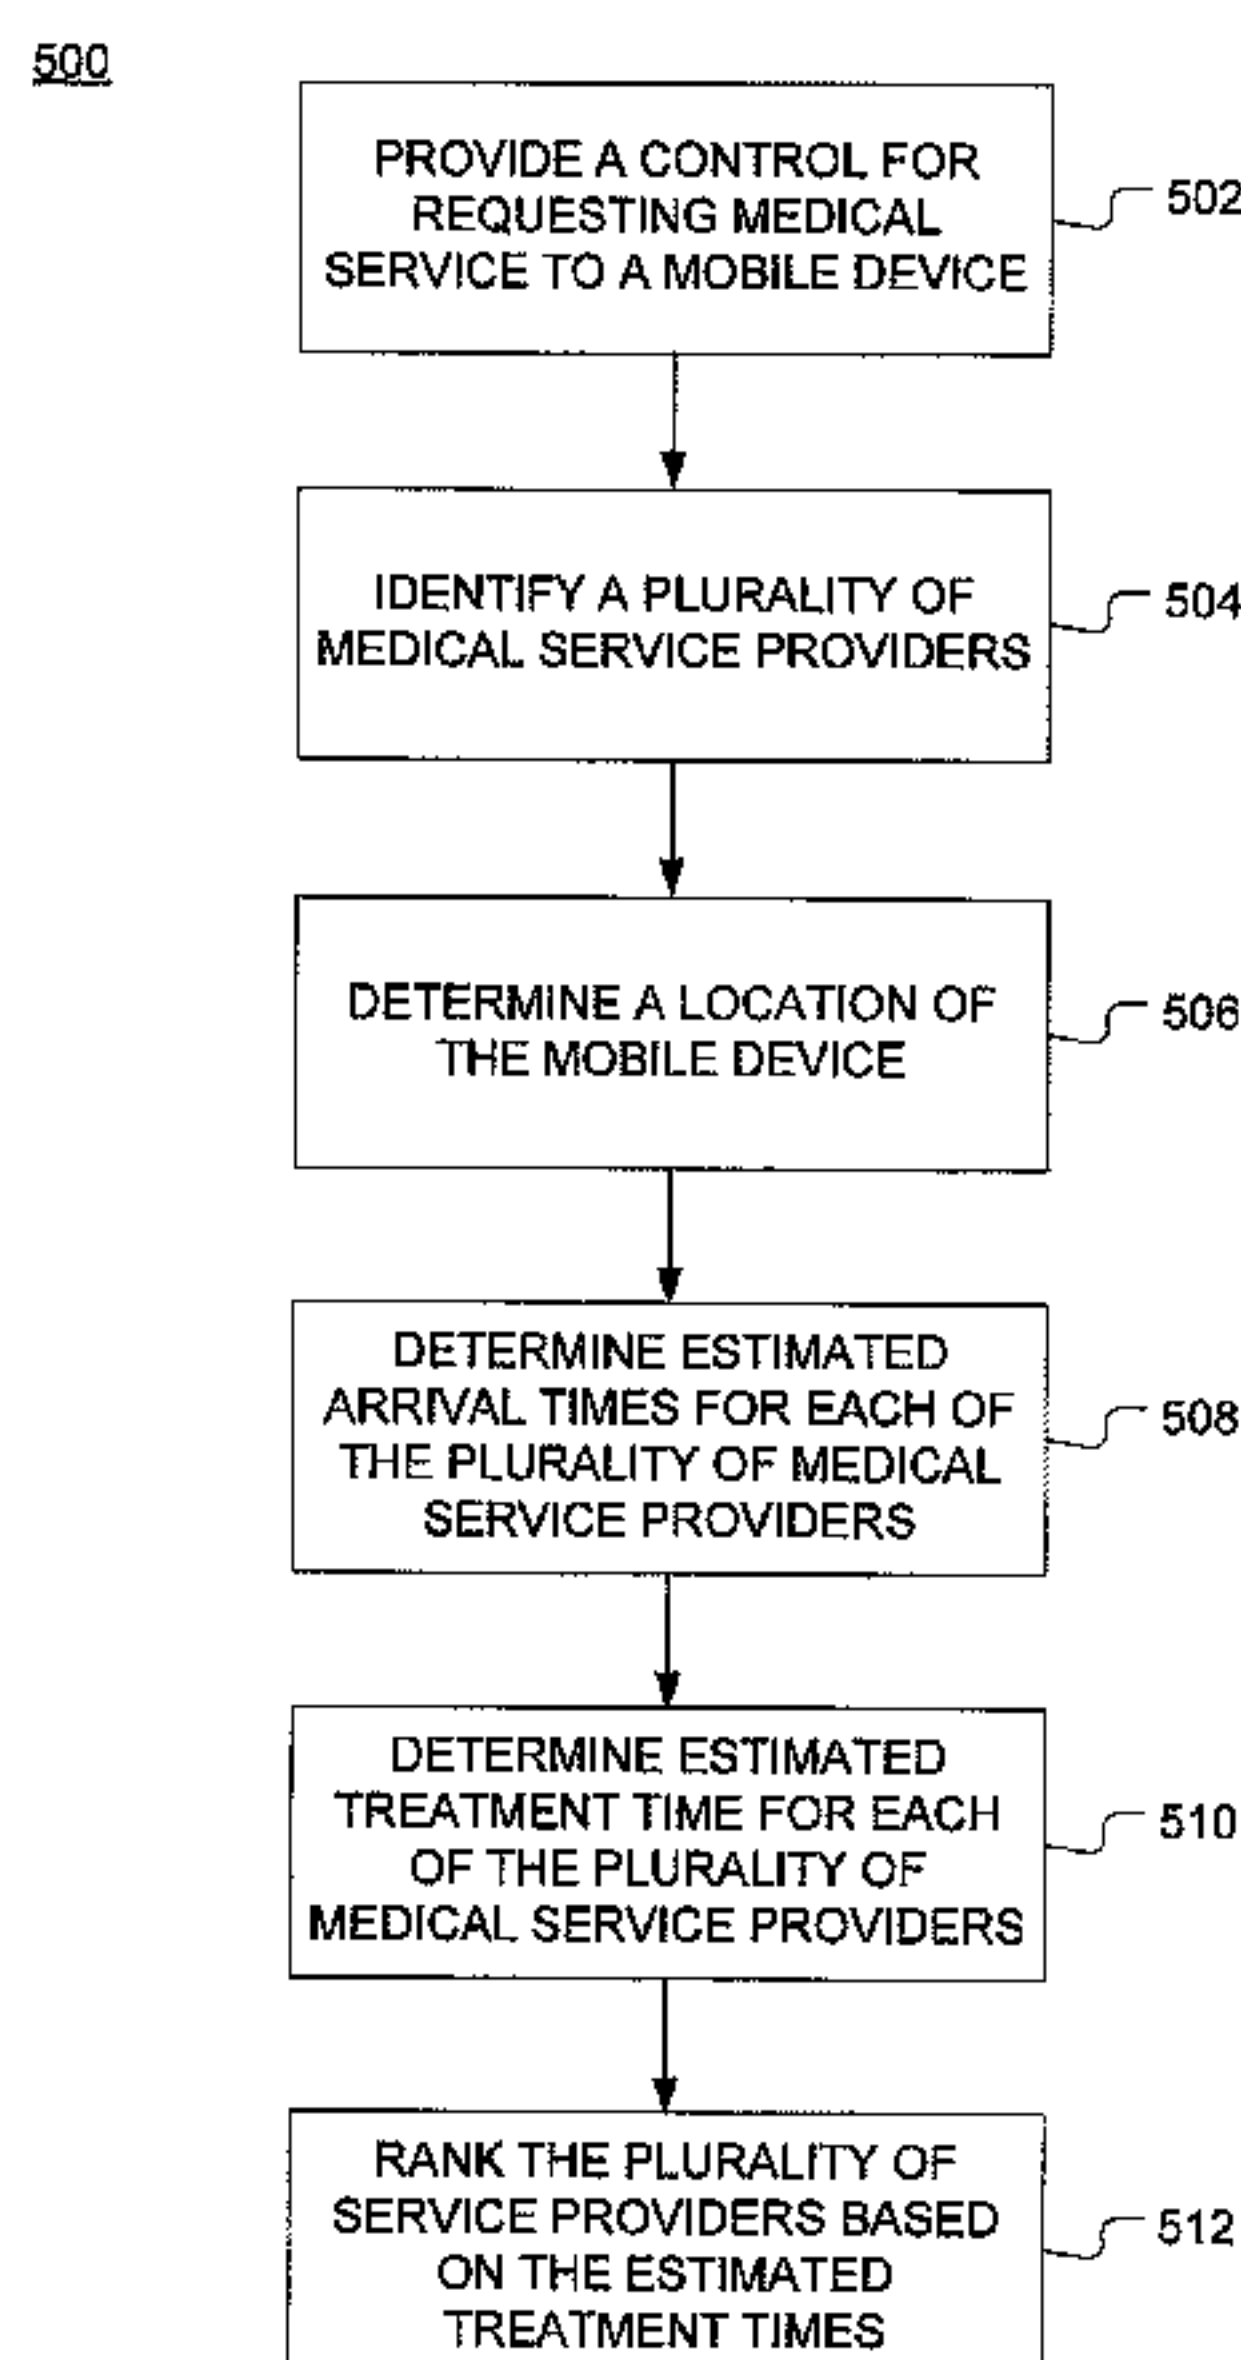 500
PROVIDE A CONTROL FOR
REQUESTING MEDICAL
SERVICE TO A MOBILE DEVICE
502
IDENTIFY A PLURALITY OF
MEDICAL SERVICE PROVIDERS
504
DETERMINE A LOCATION OF
THE MOBILE DEVICE
506
DETERMINE ESTIMATED
ARRIVAL TIMES FOR EACH OF
THE PLURALITY OF MEDICAL
SERVICE PROVIDERS
508
DETERMINE ESTIMATED
TREATMENT TIME FOR EACH
OF THE PLURALITY OF
MEDICAL SERVICE PROVIDERS
510
RANK THE PLURALITY OF
SERVICE PROVIDERS BASED
ON THE ESTIMATED
TREATMENT TIMES
512